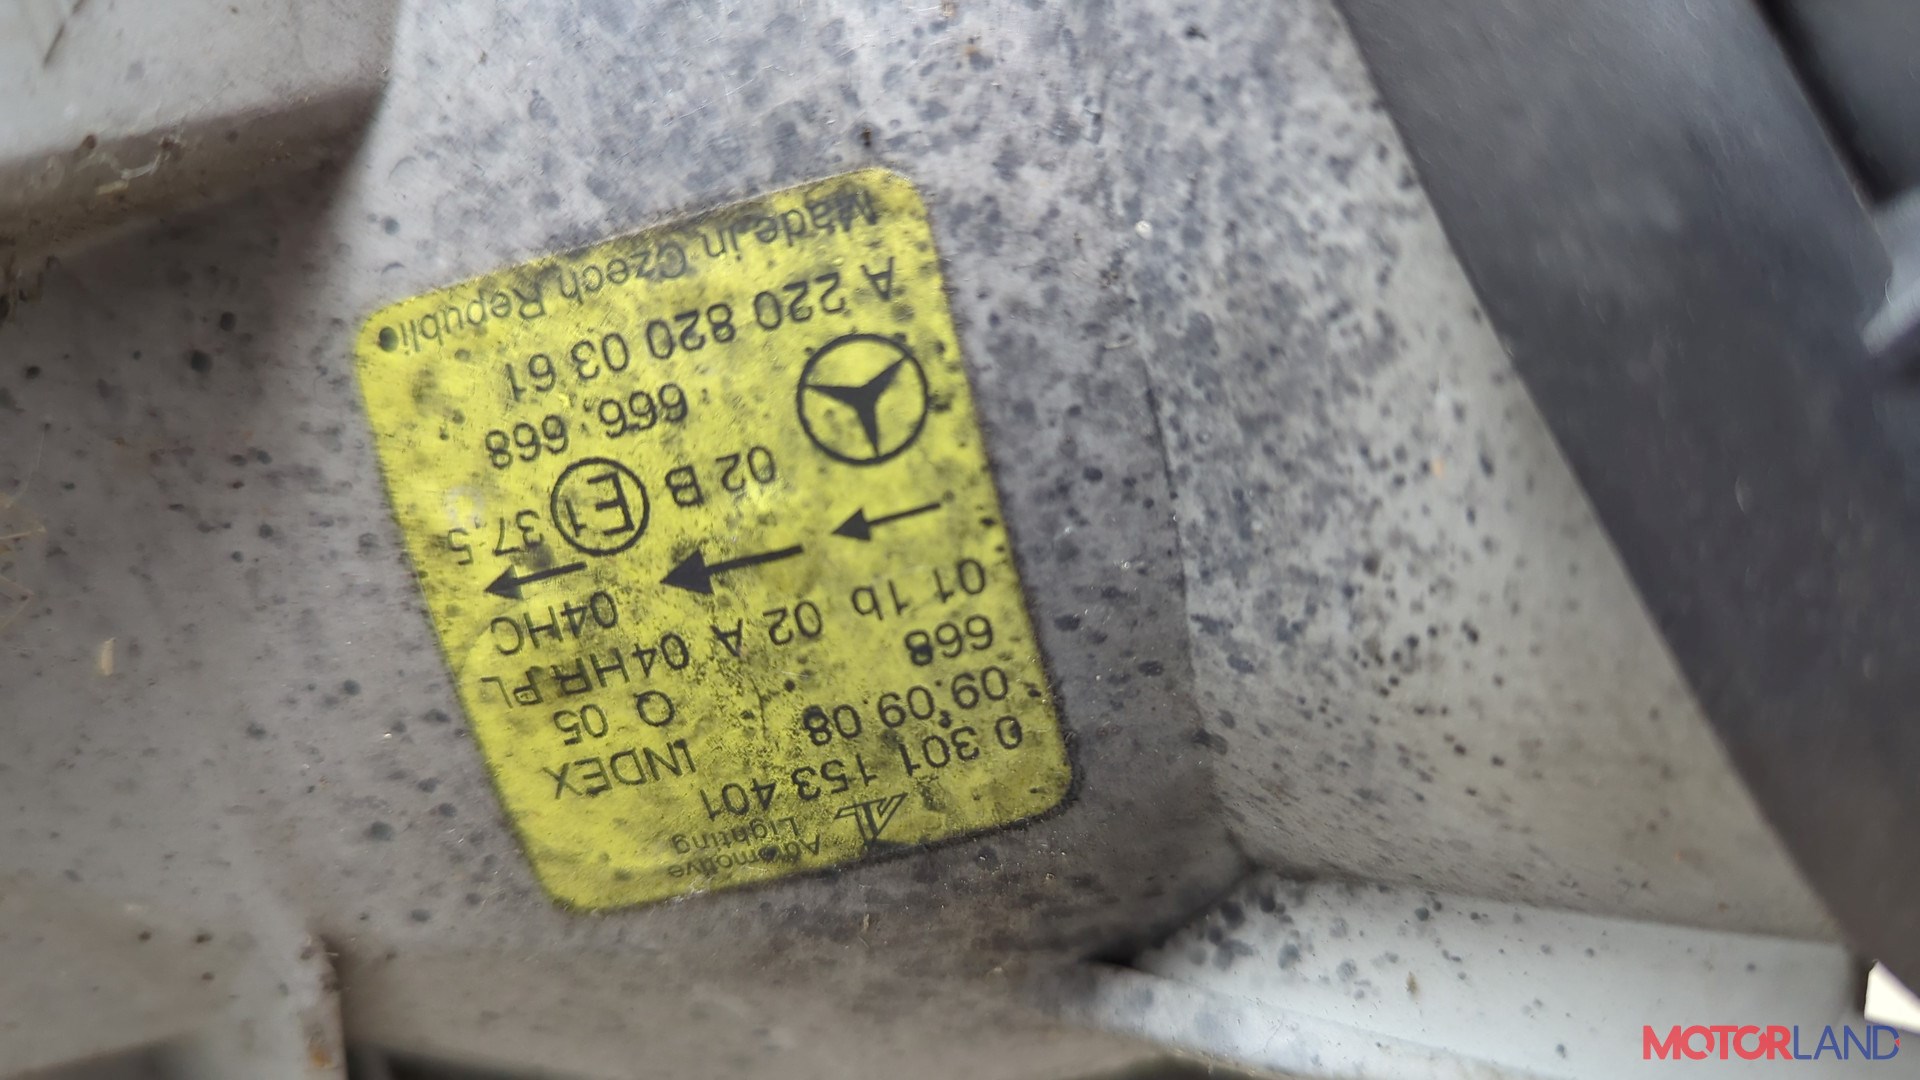 Automotive
Lighting
0 301 153 401
09.09.08
INDEX
668
Q 05
01 1b 02 A 04HR PL
04HC
02 B E1 37.5
666, 668
A 220 820 03 61
Made in Czech Republic
MOTORLAND